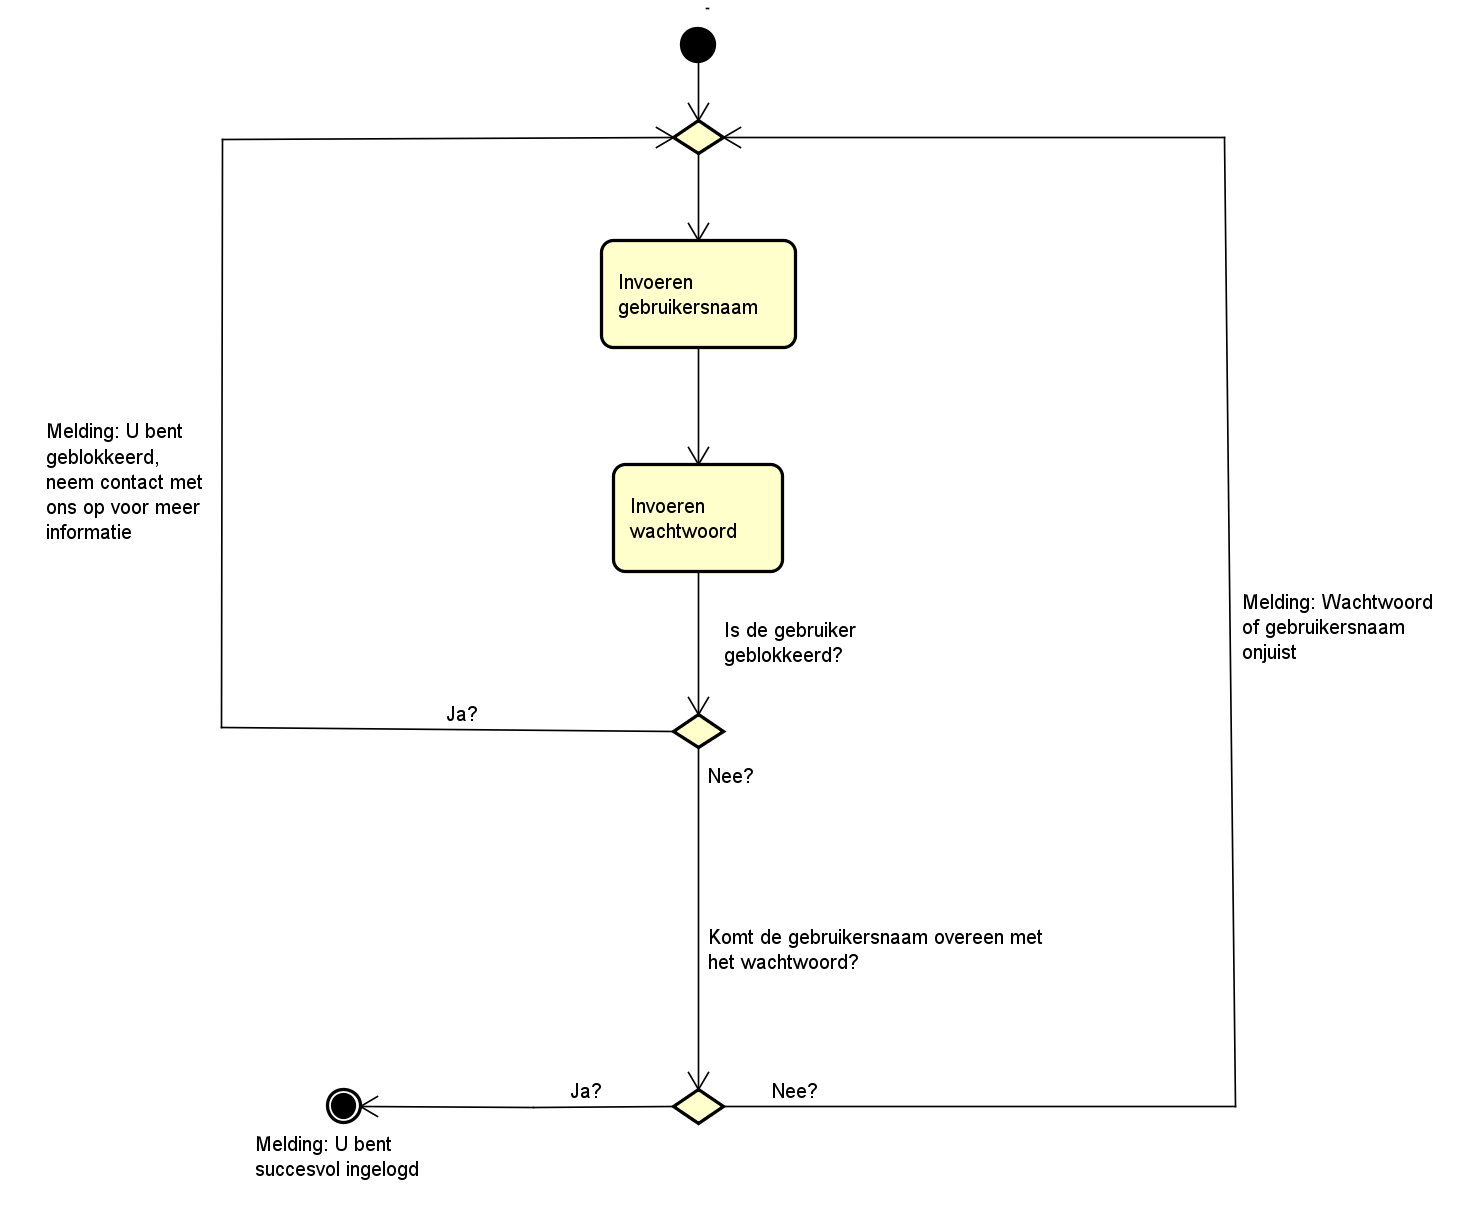 Invoeren
gebruikersnaam
Melding: U bent
geblokkeerd,
neem contact met
ons op voor meer
informatie
Invoeren
wachtwoord
Is de gebruiker
geblokkeerd?
Melding: Wachtwoord
of gebruikersnaam
onjuist
Ja?
Nee?
Komt de gebruikersnaam overeen met
het wachtwoord?
Ja?
Nee?
Melding: U bent
succesvol ingelogd